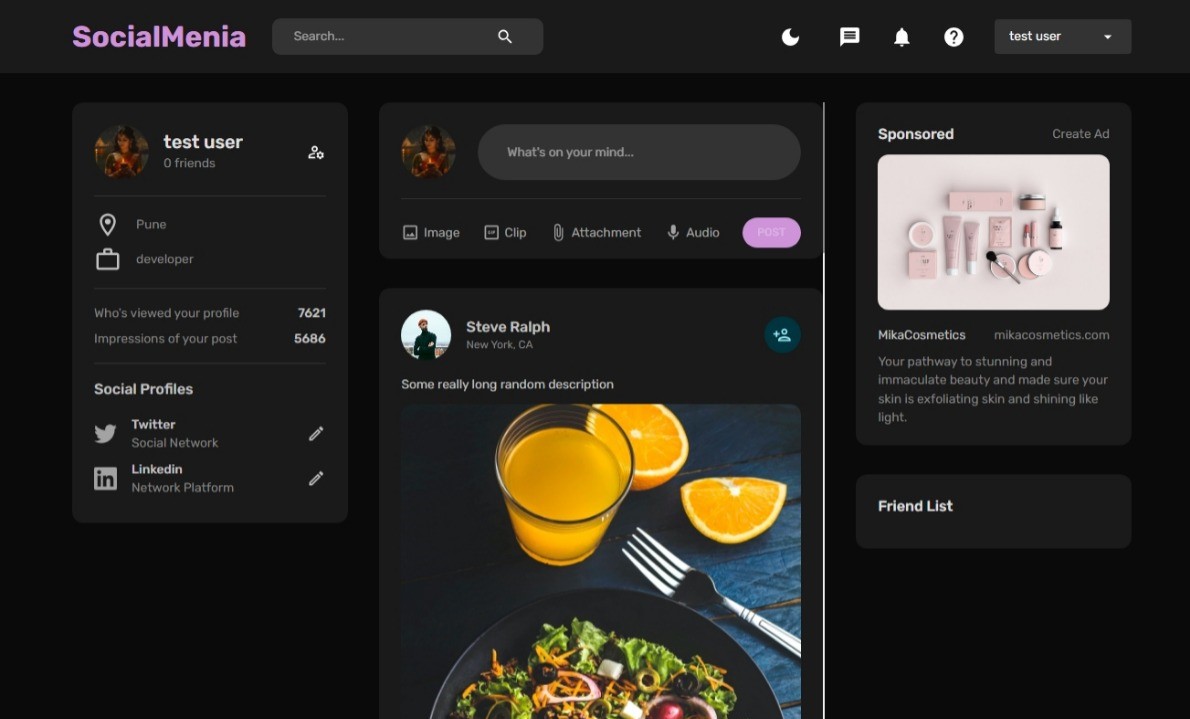 SocialMenia
Search...
test user
test user
0 friends
Pune
developer
Who's viewed your profile 7621
Impressions of your post 5686
Social Profiles
Twitter
Social Network
Linkedin
Network Platform
What's on your mind...
Image Clip Attachment Audio POST
Steve Ralph
New York, CA
Some really long random description
Sponsored Create Ad
MikaCosmetics mikacosmetics.com
Your pathway to stunning and
immaculate beauty and made sure your
skin is exfoliating skin and shining like
light.
Friend List